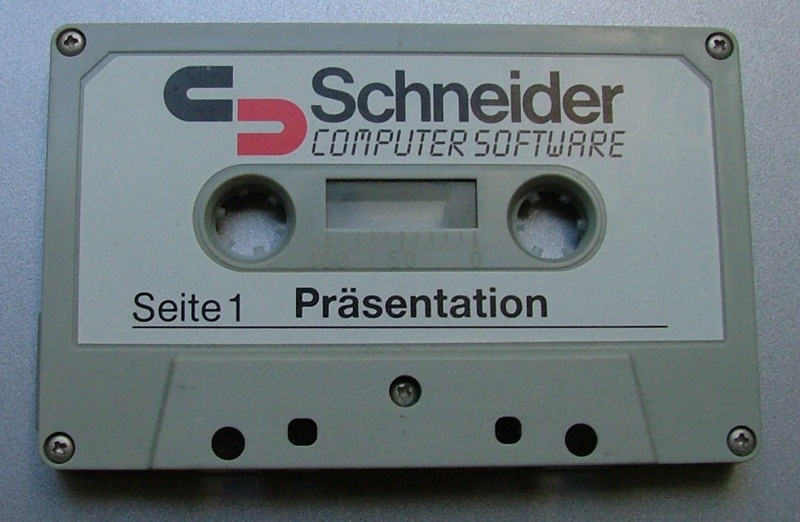 Schneider
COMPUTER SOFTWARE
100 50 0
Seite 1 Präsentation